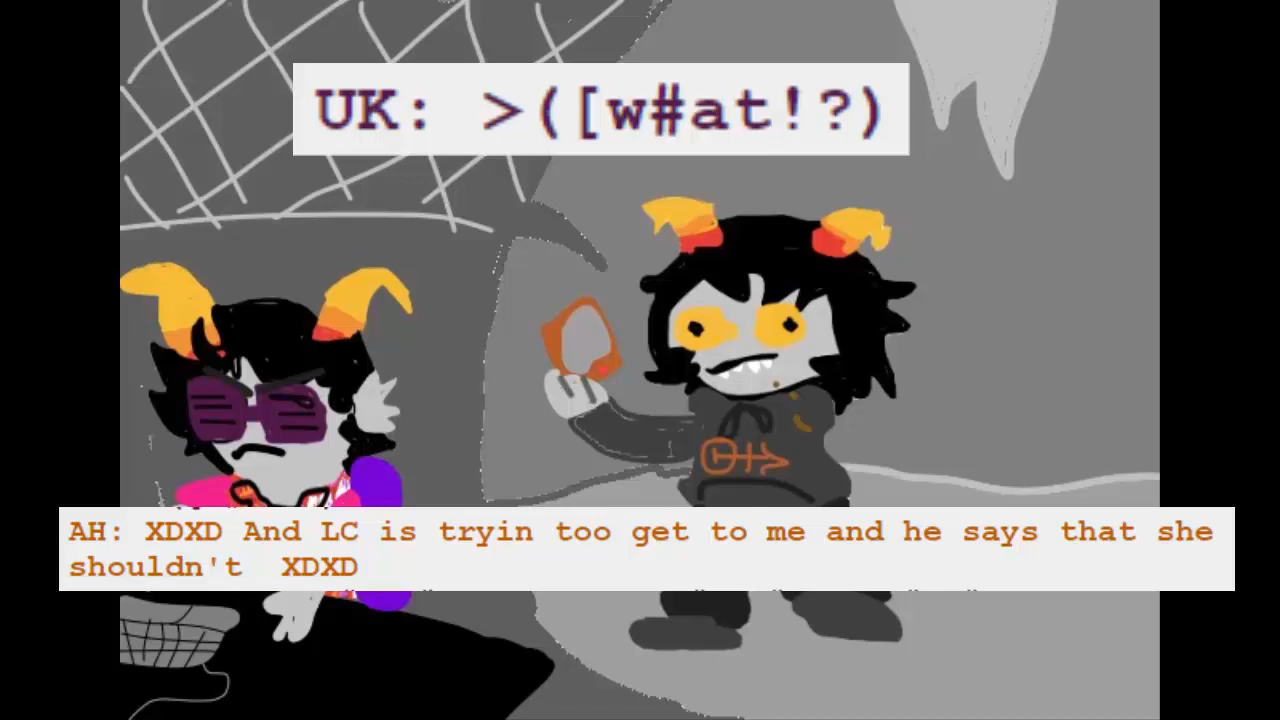 UK: >([w#at!?)
AH: XDXD And LC is tryin too get to me and he says that she
shouldn't  XDXD